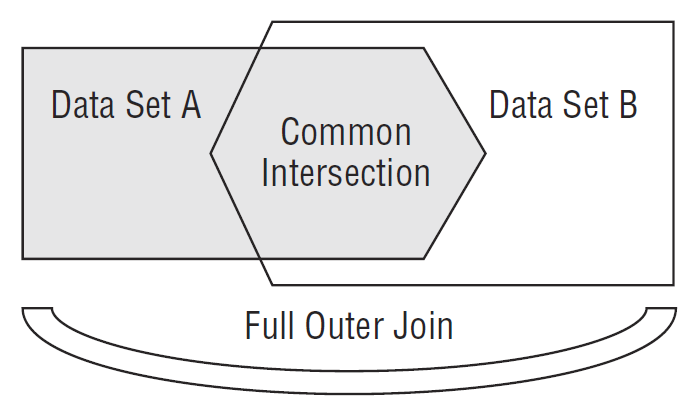 Data Set A
Common
Intersection
Data Set B
Full Outer Join